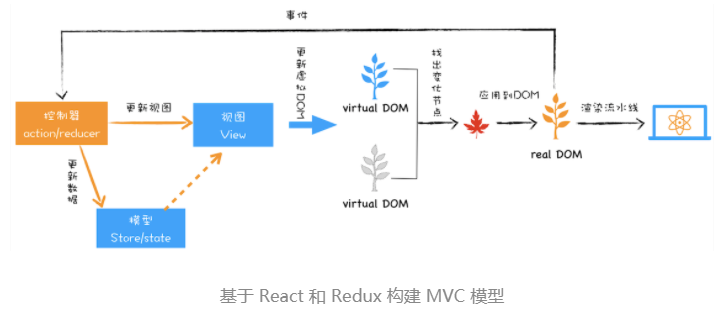 事件
控制器
action/reducer
更新视图
视图
View
更新虚拟DOM
virtual DOM
virtual DOM
找出变化节点
应用到DOM
real DOM
渲染流水线
更新数据
模型
Store/state
基于 React 和 Redux 构建 MVC 模型